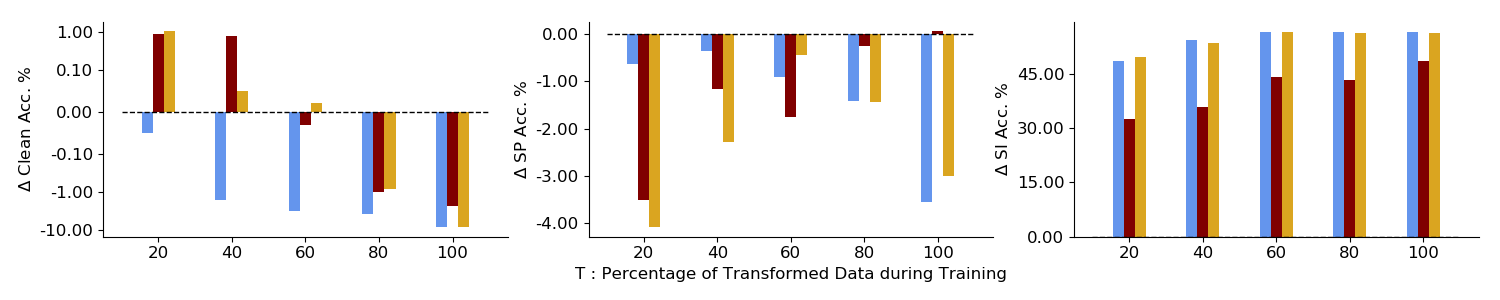 Δ Clean Acc. %
1.00
0.10
0.00
-0.10
-1.00
-10.00
20 40 60 80 100
Δ SP Acc. %
0.00
-1.00
-2.00
-3.00
-4.00
20 40 60 80 100
Δ SI Acc. %
45.00
30.00
15.00
0.00
20 40 60 80 100
T : Percentage of Transformed Data during Training